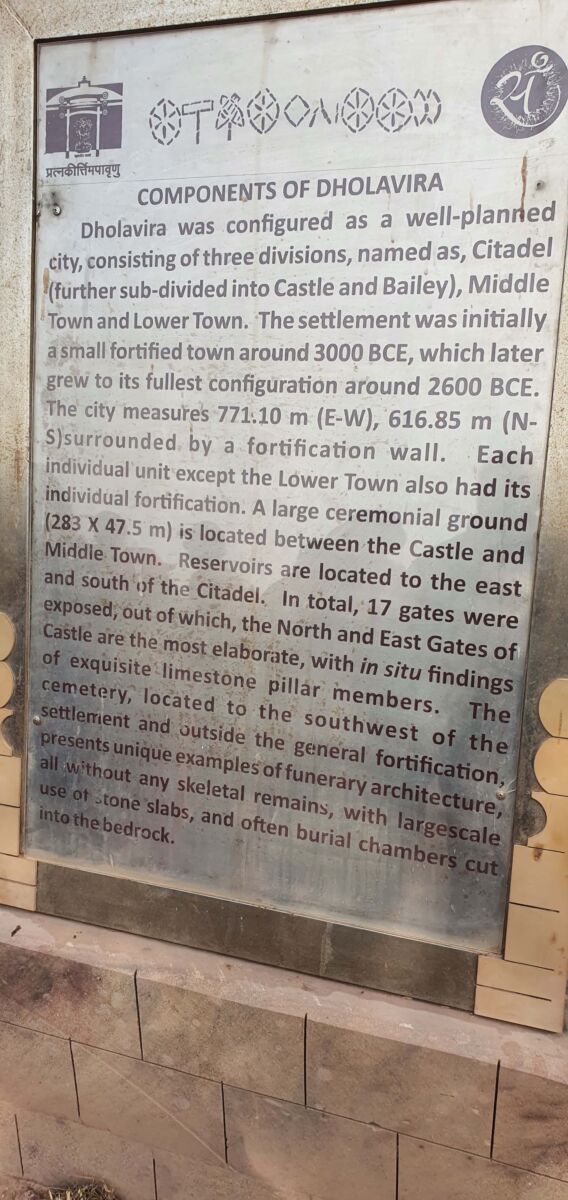 प्रत्नकीर्त्तिमपावृणु
COMPONENTS OF DHOLAVIRA
Dholavira was configured as a well-planned
city, consisting of three divisions, named as, Citadel
(further sub-divided into Castle and Bailey), Middle
Town and Lower Town. The settlement was initially
a small fortified town around 3000 BCE, which later
grew to its fullest configuration around 2600 BCE.
The city measures 771.10 m (E-W), 616.85 m (N-
S)surrounded by a fortification wall. Each
individual unit except the Lower Town also had its
individual fortification. A large ceremonial ground
(283 X 47.5 m) is located between the Castle and
Middle Town. Reservoirs are located to the east
and south of the Citadel. In total, 17 gates were
exposed, out of which, the North and East Gates of
Castle are the most elaborate, with in situ findings
of exquisite limestone pillar members. The
cemetery, located to the southwest of the
settlement and outside the general fortification,
presents unique examples of funerary architecture,
all without any skeletal remains, with largescale
use of stone slabs, and often burial chambers cut
into the bedrock.